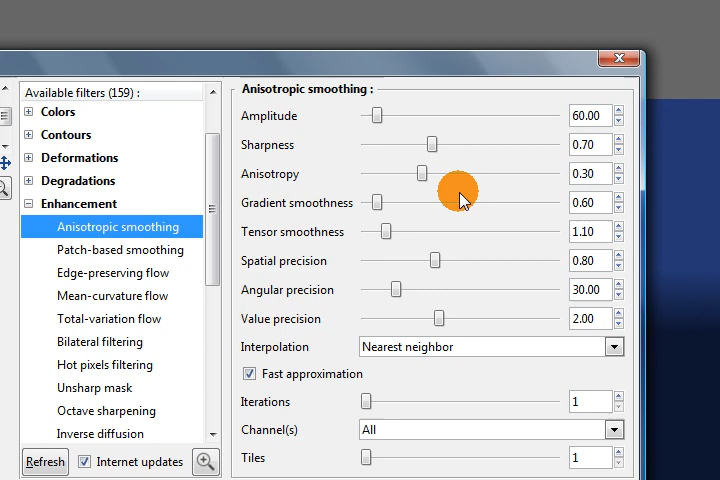 Available filters (159) :
Colors
Contours
Deformations
Degradations
Enhancement
Anisotropic smoothing
Patch-based smoothing
Edge-preserving flow
Mean-curvature flow
Total-variation flow
Bilateral filtering
Hot pixels filtering
Unsharp mask
Octave sharpening
Inverse diffusion
Refresh
Internet updates
Anisotropic smoothing :
Amplitude 60.00
Sharpness 0.70
Anisotropy 0.30
Gradient smoothness 0.60
Tensor smoothness 1.10
Spatial precision 0.80
Angular precision 30.00
Value precision 2.00
Interpolation Nearest neighbor
Fast approximation
Iterations 1
Channel(s) All
Tiles 1